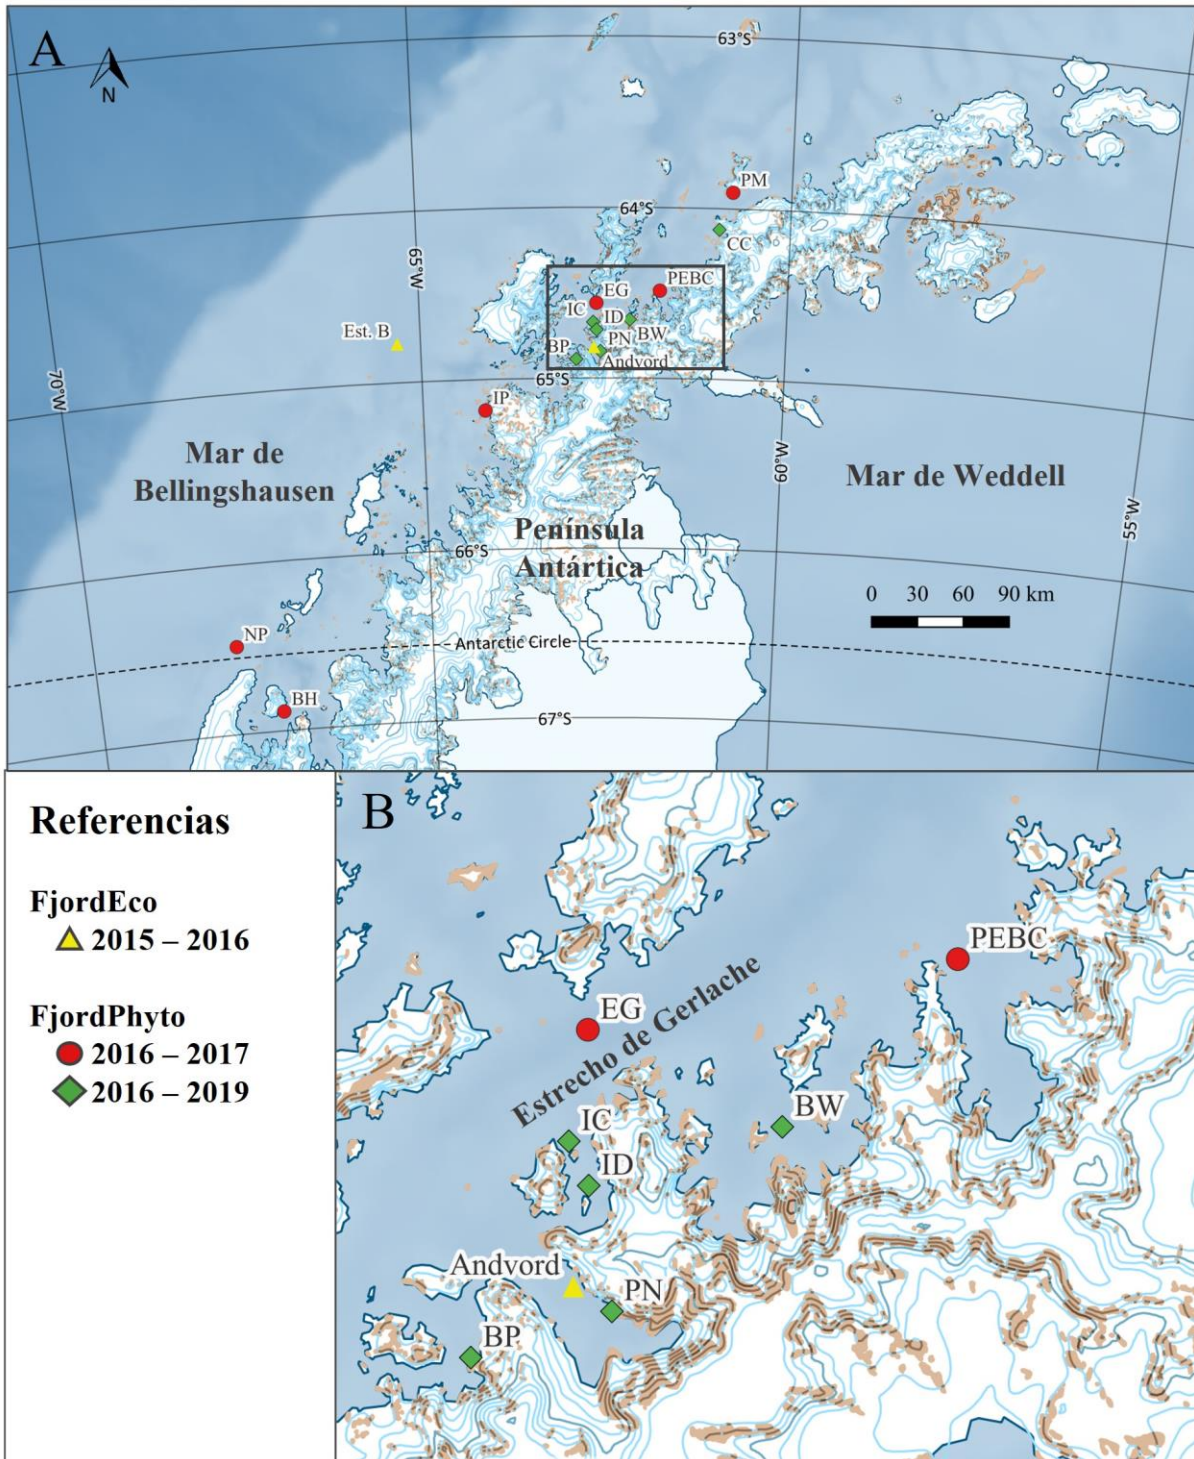 A
N
63°S
PM
64°S
CC
65°W
PEBC
EG
IC
ID
Est. B
BW
PN
BP
Andvord
65°S
70°W
IP
Mar de
Bellingshausen
60°W
Mar de Weddell
55°W
Península
Antártica
66°S
0 30 60 90 km
NP
Antarctic Circle
BH
67°S
Referencias
FjordEco
2015 – 2016
FjordPhyto
2016 – 2017
2016 – 2019
B
PEBC
EG
Estrecho de Gerlache
IC
BW
ID
Andvord
PN
BP